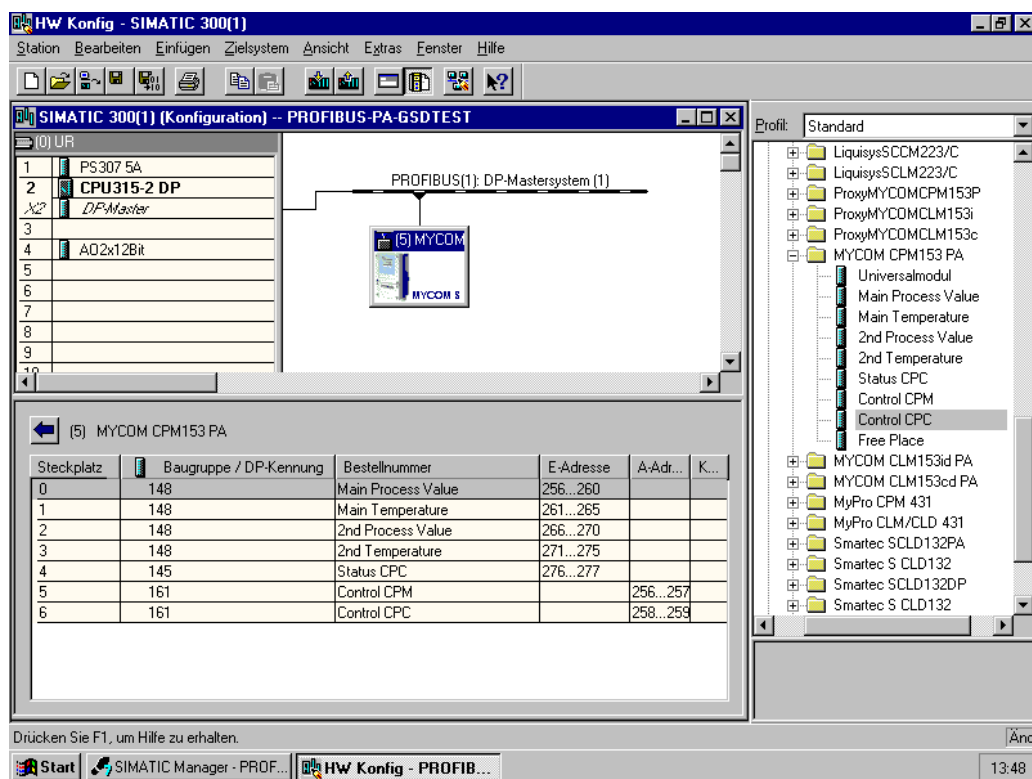 HW Konfig - SIMATIC 300(1)
Station Bearbeiten Einfügen Zielsystem Ansicht Extras Fenster Hilfe
SIMATIC 300(1) (Konfiguration) -- PROFIBUS-PA-GSDTEST
(0) UR
1 PS307 5A
2 CPU315-2 DP
X2 DP-Master
3
4 AO2x12Bit
5
6
7
8
9
10
PROFIBUS(1): DP-Mastersystem (1)
(5) MYCOM
MYCOM S
(5) MYCOM CPM153 PA
Steckplatz Baugruppe / DP-Kennung Bestellnummer E-Adresse A-Adr... K...
0 148 Main Process Value 256...260
1 148 Main Temperature 261...265
2 148 2nd Process Value 266...270
3 148 2nd Temperature 271...275
4 145 Status CPC 276...277
5 161 Control CPM 256...257
6 161 Control CPC 258...259
Profil: Standard
LiquisysSCCM223/C
LiquisysSCLM223/C
ProxyMYCOMCPM153P
ProxyMYCOMCLM153i
ProxyMYCOMCLM153c
MYCOM CPM153 PA
Universalmodul
Main Process Value
Main Temperature
2nd Process Value
2nd Temperature
Status CPC
Control CPM
Control CPC
Free Place
MYCOM CLM153id PA
MYCOM CLM153cd PA
MyPro CPM 431
MyPro CLM/CLD 431
Smartec SCLD132PA
Smartec S CLD132
Smartec SCLD132DP
Smartec S CLD132
Drücken Sie F1, um Hilfe zu erhalten.
Änd
Start SIMATIC Manager - PROF... HW Konfig - PROFIB... 13:48